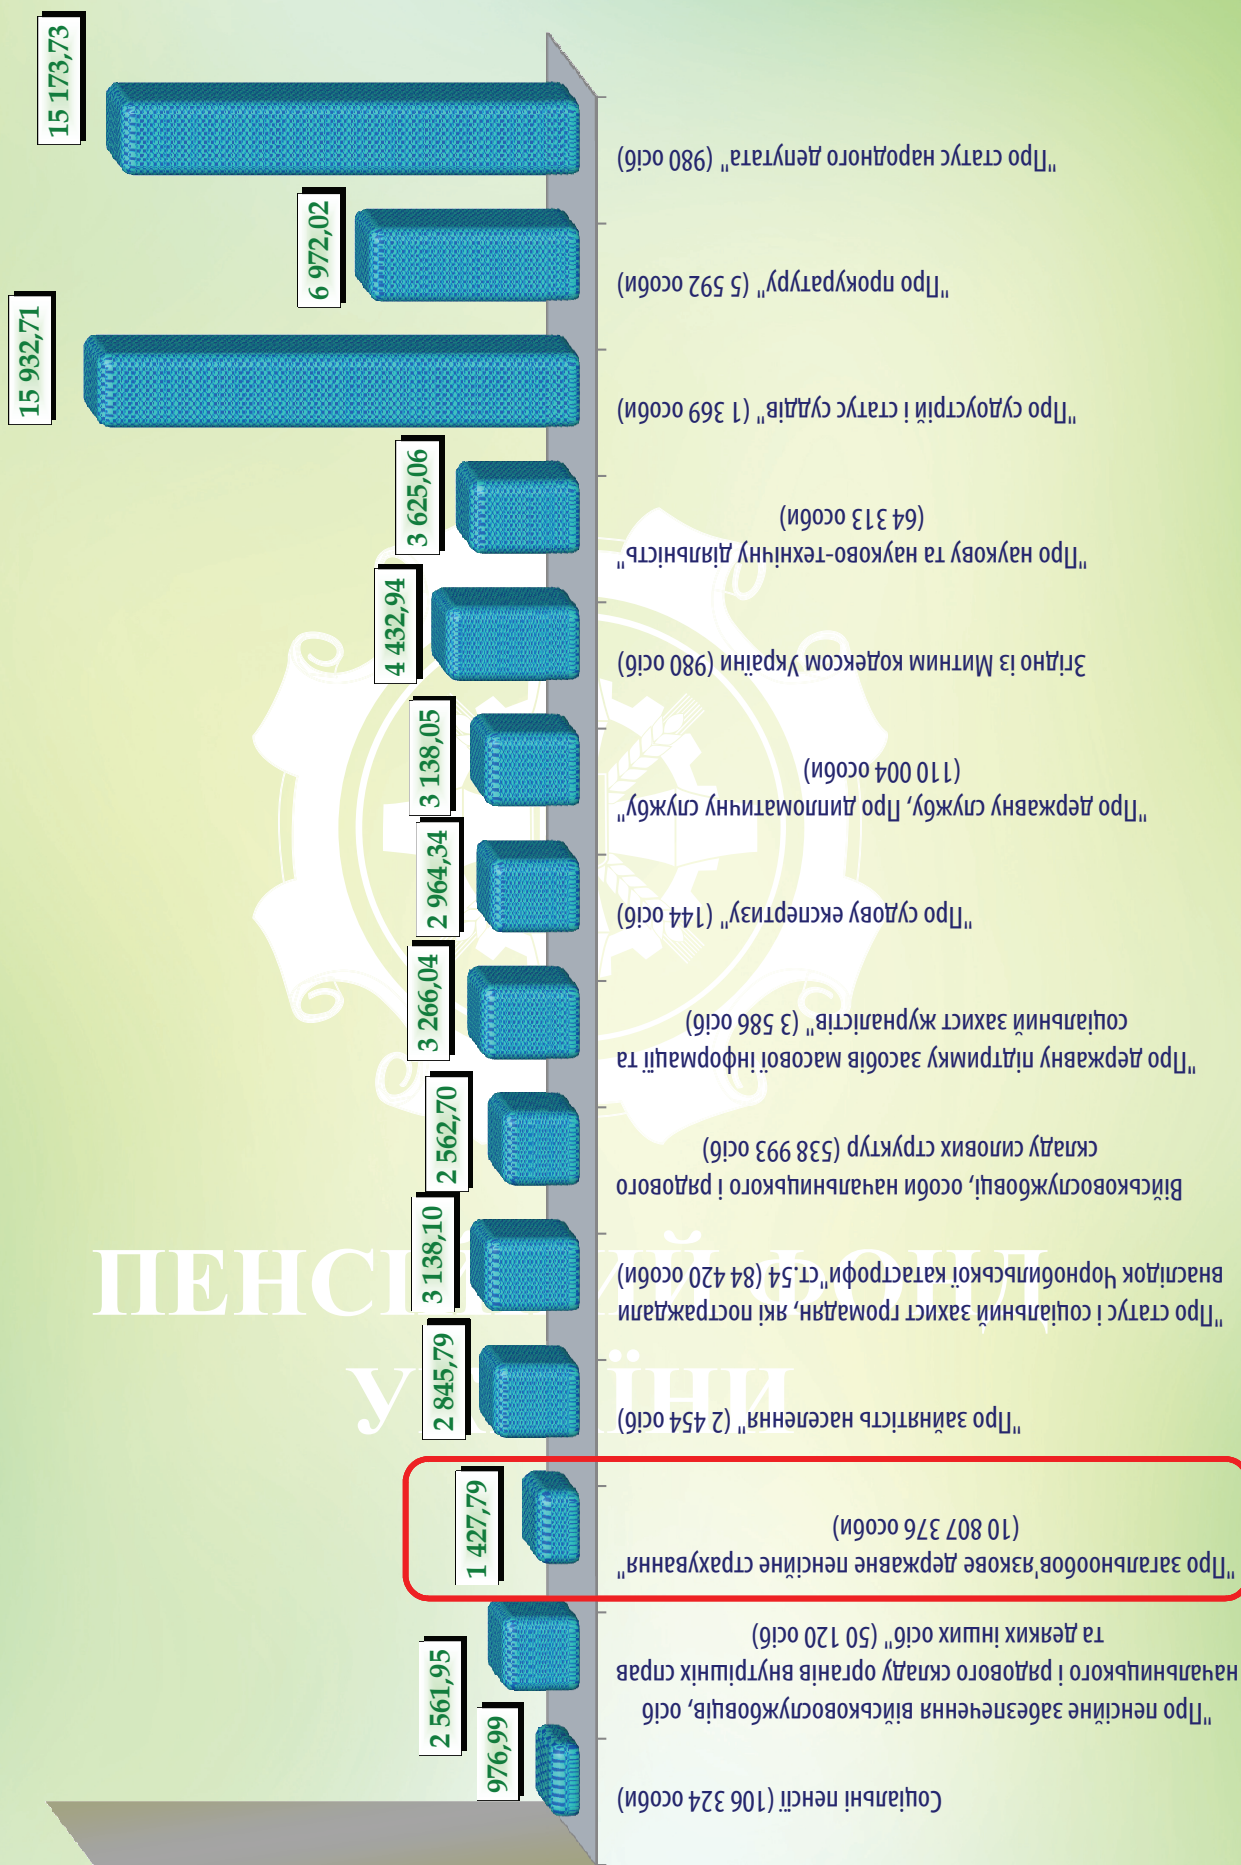 15 173,73
"Про статус народного депутата" (980 осіб)
6 972,02
"Про прокуратуру" (5 592 особи)
15 932,71
"Про судоустрій і статус суддів" (1 369 особи)
3 625,06
"Про наукову та науково-технічну діяльність"
(64 313 особи)
4 432,94
Згідно із Митним кодексом України (980 осіб)
3 138,05
"Про державну службу, Про дипломатичну службу"
(110 004 особи)
2 964,34
"Про судову експертизу" (144 осіб)
3 266,04
"Про державну підтримку засобів масової інформації та
соціальний захист журналістів" (3 586 осіб)
2 562,70
Військовослужбовці, особи начальницького і рядового
складу силових структур (538 993 осіб)
3 138,10
"Про статус і соціальний захист громадян, які постраждали
внаслідок Чорнобильської катастрофи"ст.54 (84 420 особи)
2 845,79
"Про зайнятість населення" (2 454 осіб)
1 427,79
"Про загальнообов'язкове державне пенсійне страхування"
(10 807 376 особи)
2 561,95
"Про пенсійне забезпечення військовослужбовців, осіб
начальницького і рядового складу органів внутрішніх справ
та деяких інших осіб" (50 120 осіб)
976,99
Соціальні пенсії (106 324 особи)
ПЕНСІЙНИЙ ФОНД
УКРАЇНИ